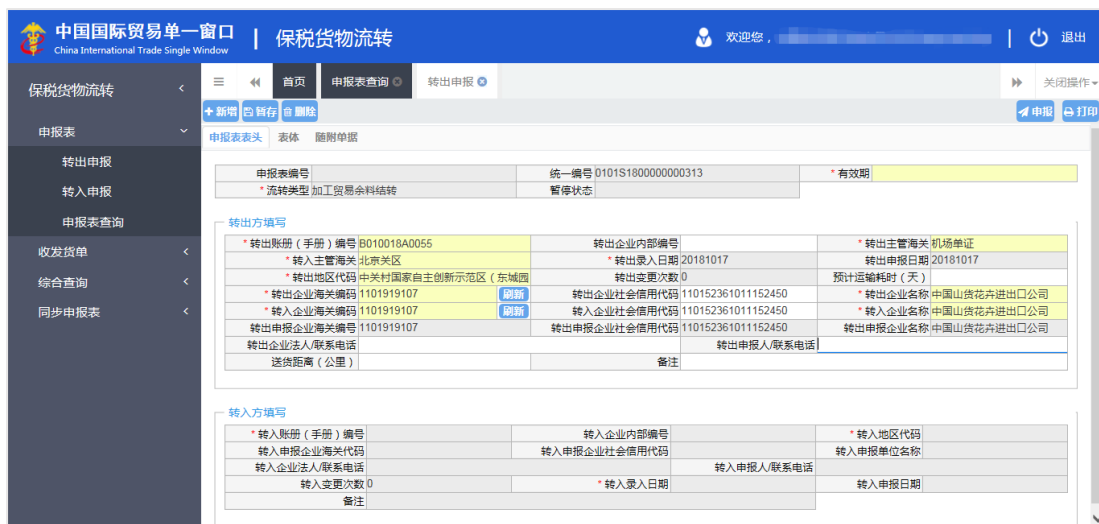 中国国际贸易单一窗口 | 保税货物流转
China International Trade Single Window
欢迎您，
退出
保税货物流转
申报表
转出申报
转入申报
申报表查询
收发货单
综合查询
同步申报表
首页 申报表查询 转出申报 关闭操作
新增 暂存 删除 申报 打印
申报表表头 表体 随附单据
申报表编号 统一编号 0101S1800000000313 *有效期
*流转类型 加工贸易余料结转 暂停状态
转出方填写
*转出账册（手册）编号 B010018A0055 转出企业内部编号 *转出主管海关 机场单证
*转入主管海关 北京关区 *转出录入日期 20181017 转出申报日期 20181017
*转出地区代码 中关村国家自主创新示范区（东城园 转出变更次数 0 预计运输耗时（天）
*转出企业海关编码 1101919107 刷新 转出企业社会信用代码 110152361011152450 *转出企业名称 中国山货花卉进出口公司
*转入企业海关编码 1101919107 刷新 转入企业社会信用代码 110152361011152450 *转入企业名称 中国山货花卉进出口公司
转出申报企业海关编号 1101919107 转出申报企业社会信用代码 110152361011152450 转出申报企业名称 中国山货花卉进出口公司
转出企业法人/联系电话 转出申报人/联系电话
送货距离（公里） 备注
转入方填写
*转入账册（手册）编号 转入企业内部编号 *转入地区代码
转入申报企业海关代码 转入申报企业社会信用代码 转入申报单位名称
转入企业法人/联系电话 转入申报人/联系电话
转入变更次数 0 *转入录入日期 转入申报日期
备注